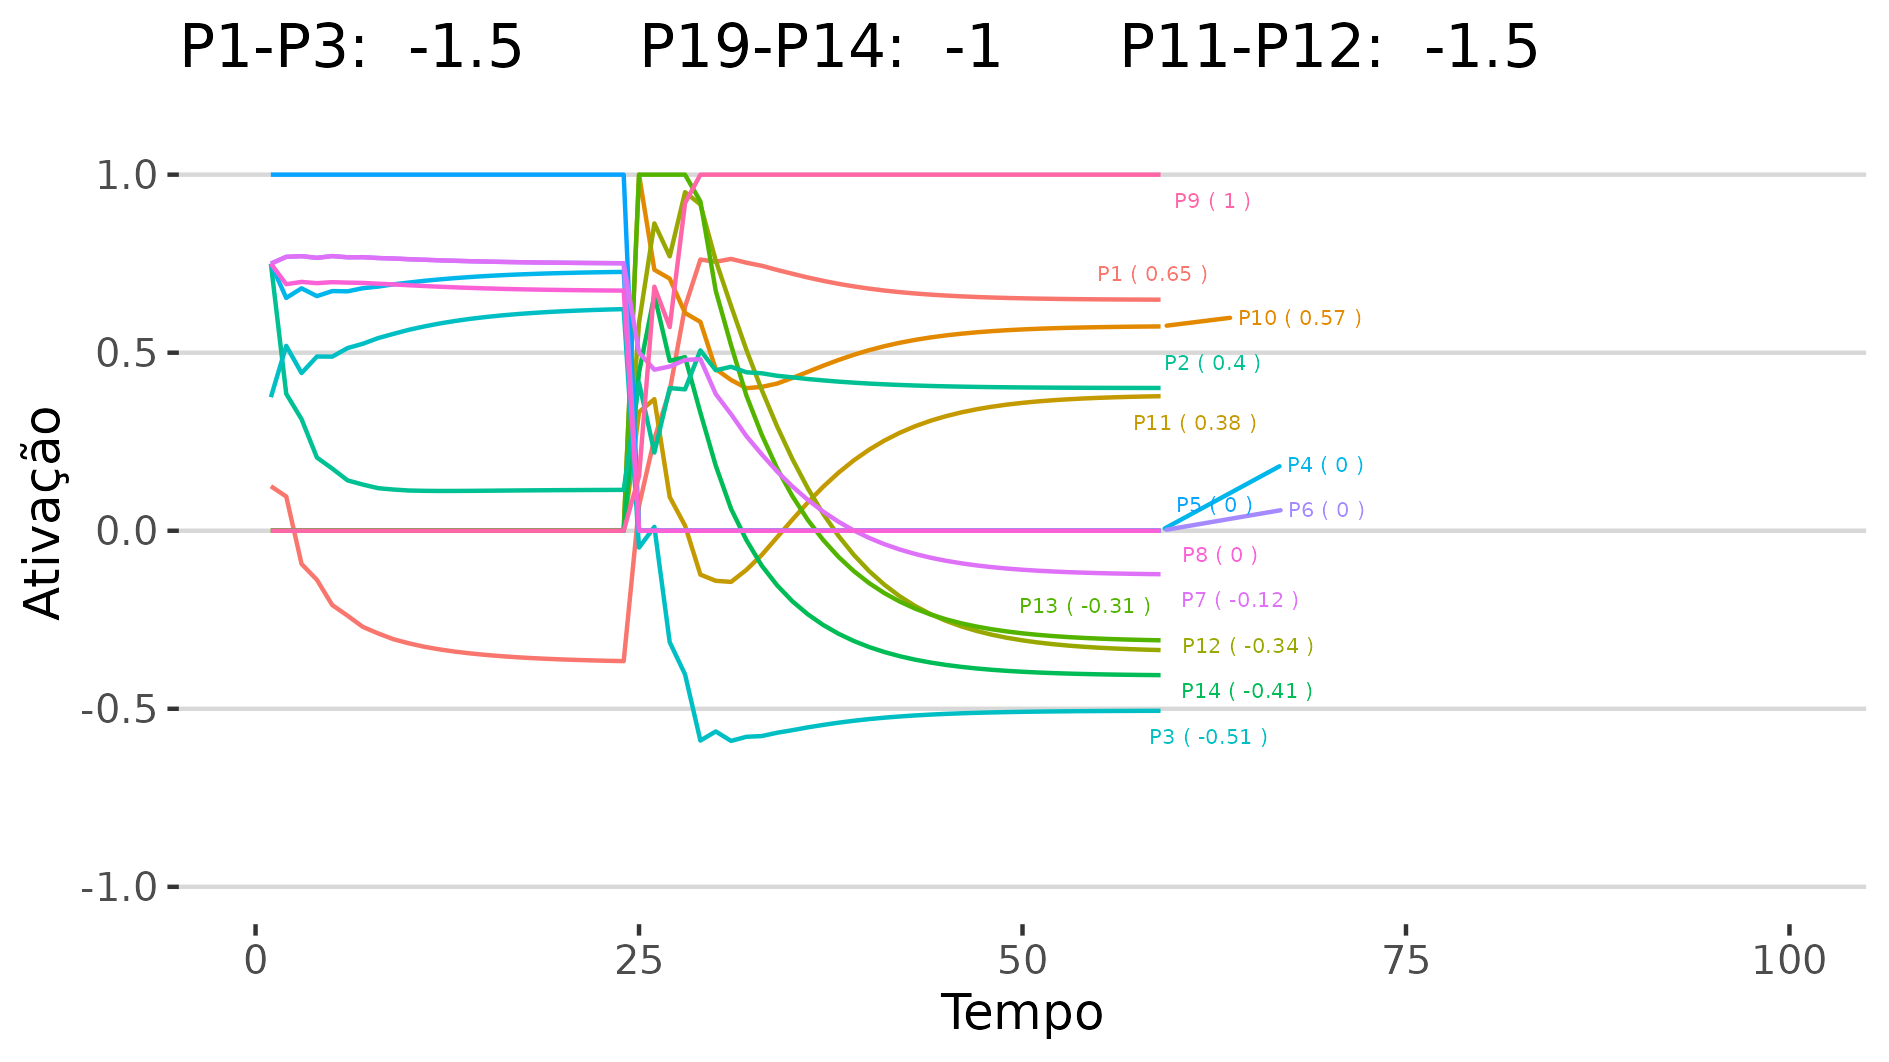 P1-P3:  -1.5      P19-P14:  -1      P11-P12:  -1.5
1.0
P9 ( 1 )
P1 ( 0.65 )
P10 ( 0.57 )
0.5
P2 ( 0.4 )
P11 ( 0.38 )
P4 ( 0 )
P5 ( 0 )
P6 ( 0 )
0.0
P8 ( 0 )
P7 ( -0.12 )
P13 ( -0.31 )
P12 ( -0.34 )
P14 ( -0.41 )
-0.5
P3 ( -0.51 )
-1.0
Ativação
0 25 50 75 100
Tempo